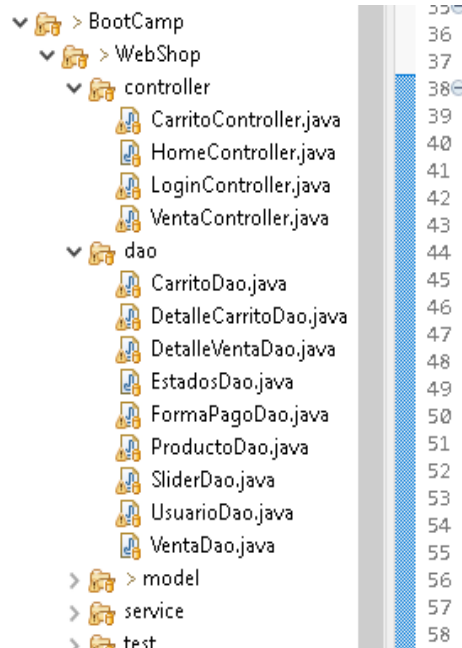 > BootCamp
> WebShop
controller
CarritoController.java
HomeController.java
LoginController.java
VentaController.java
dao
CarritoDao.java
DetalleCarritoDao.java
DetalleVentaDao.java
EstadosDao.java
FormaPagoDao.java
ProductoDao.java
SliderDao.java
UsuarioDao.java
VentaDao.java
> model
service
test
35
36
37
38
39
40
41
42
43
44
45
46
47
48
49
50
51
52
53
54
55
56
57
58